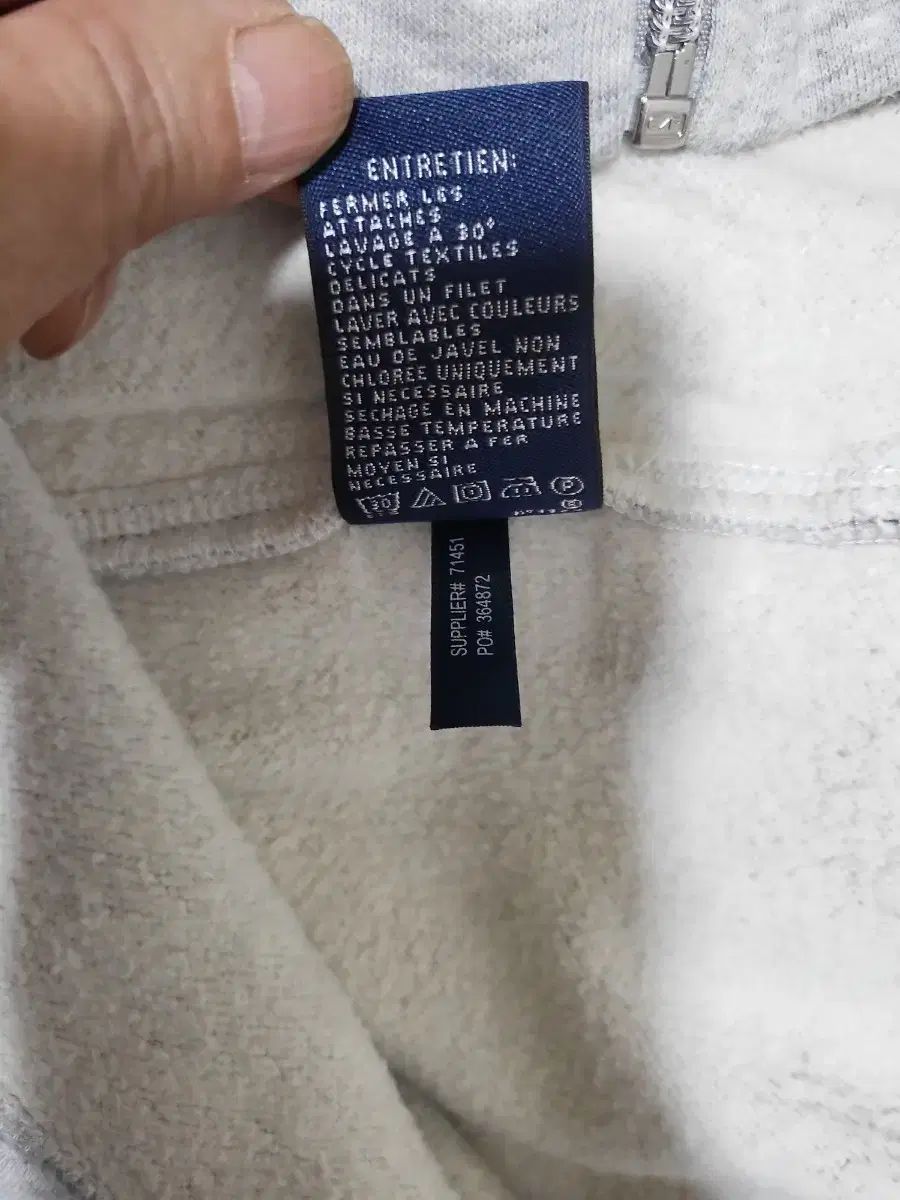 ENTRETIEN:
FERMER LES
ATTACHES
LAVAGE A 30°
CYCLE TEXTILES
DELICATS
DANS UN FILET
LAVER AVEC COULEURS
SEMBLABLES
EAU DE JAVEL NON
CHLOREE UNIQUEMENT
SI NECESSAIRE
SECHAGE EN MACHINE
BASSE TEMPERATURE
REPASSER A FER
MOYEN SI
NECESSAIRE
30
P
SUPPLIER# 71451
PO# 364872